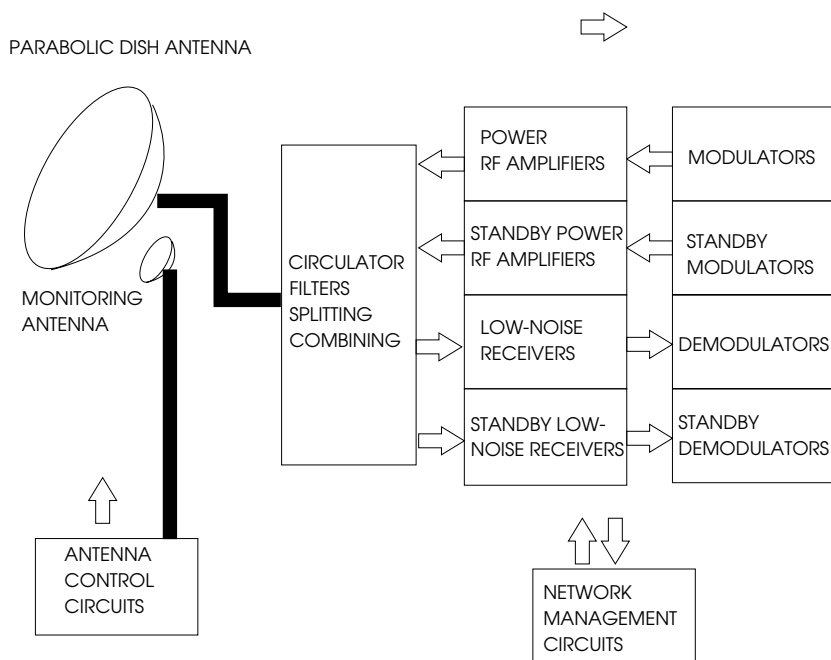 PARABOLIC DISH ANTENNA
POWER
RF AMPLIFIERS
MODULATORS
STANDBY POWER
RF AMPLIFIERS
STANDBY
MODULATORS
CIRCULATOR
FILTERS
SPLITTING
COMBINING
MONITORING
ANTENNA
LOW-NOISE
RECEIVERS
DEMODULATORS
STANDBY LOW-
NOISE RECEIVERS
STANDBY
DEMODULATORS
ANTENNA
CONTROL
CIRCUITS
NETWORK
MANAGEMENT
CIRCUITS